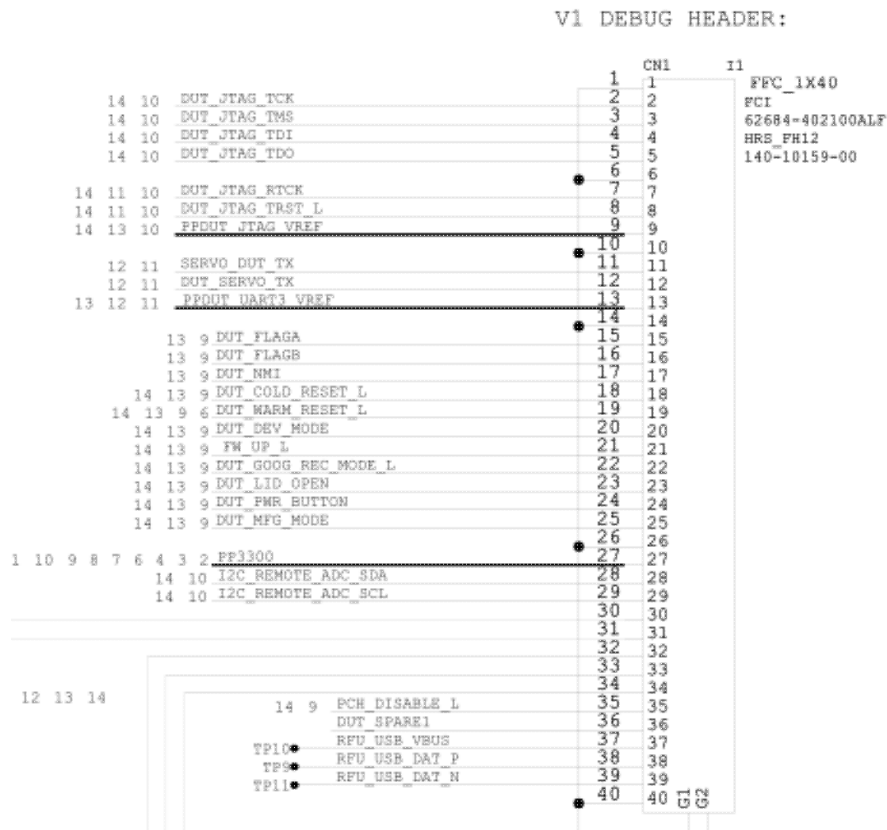 V1 DEBUG HEADER:
CN1 I1
1 1 FFC_1X40
14 10 DUT_JTAG_TCK 2 2 FCI
14 10 DUT_JTAG_TMS 3 3 62684-402100ALF
14 10 DUT_JTAG_TDI 4 4 HRS_FH12
14 10 DUT_JTAG_TDO 5 5 140-10159-00
6 6
14 11 10 DUT_JTAG_RTCK 7 7
14 11 10 DUT_JTAG_TRST_L 8 8
14 13 10 PPDUT_JTAG_VREF 9 9
10 10
12 11 SERVO_DUT_TX 11 11
12 11 DUT_SERVO_TX 12 12
13 12 11 PPDUT_UART3_VREF 13 13
14 14
13 9 DUT_FLAGA 15 15
13 9 DUT_FLAGB 16 16
13 9 DUT_NMI 17 17
14 13 9 DUT_COLD_RESET_L 18 18
14 13 9 6 DUT_WARM_RESET_L 19 19
14 13 9 DUT_DEV_MODE 20 20
14 13 9 FW_UP_L 21 21
14 13 9 DUT_GOOG_REC_MODE_L 22 22
14 13 9 DUT_LID_OPEN 23 23
14 13 9 DUT_PWR_BUTTON 24 24
14 13 9 DUT_MFG_MODE 25 25
26 26
1 10 9 8 7 6 4 3 2 PP3300 27 27
14 10 I2C_REMOTE_ADC_SDA 28 28
14 10 I2C_REMOTE_ADC_SCL 29 29
30 30
31 31
32 32
33 33
34 34
12 13 14
14 9 PCH_DISABLE_L 35 35
DUT_SPARE1 36 36
TP10 RFU_USB_VBUS 37 37
TP9 RFU_USB_DAT_P 38 38
TP11 RFU_USB_DAT_N 39 39
40 40 G1 G2